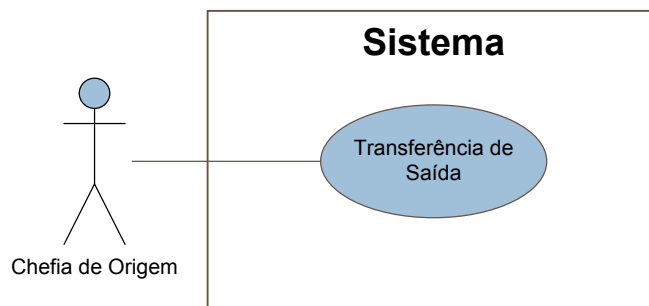 Sistema
Transferência de
Saída
Chefia de Origem